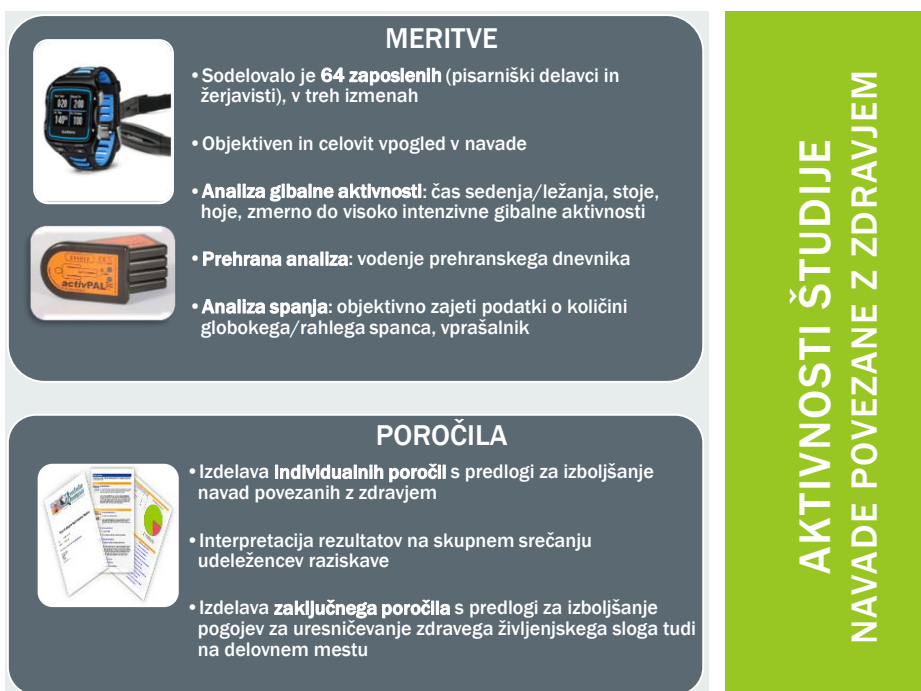 MERITVE
• Sodelovalo je 64 zaposlenih (pisarniški delavci in
žerjavisti), v treh izmenah
• Objektiven in celovit vpogled v navade
• Analiza gibalne aktivnosti: čas sedenja/ležanja, stoje,
hoje, zmerno do visoko intenzivne gibalne aktivnosti
• Prehrana analiza: vodenje prehranskega dnevnika
• Analiza spanja: objektivno zajeti podatki o količini
globokega/rahlega spanca, vprašalnik
activPAL
POROČILA
• Izdelava individualnih poročil s predlogi za izboljšanje
navad povezanih z zdravjem
• Interpretacija rezultatov na skupnem srečanju
udeležencev raziskave
• Izdelava zaključnega poročila s predlogi za izboljšanje
pogojev za uresničevanje zdravega življenjskega sloga tudi
na delovnem mestu
AKTIVNOSTI ŠTUDIJE
NAVADE POVEZANE Z ZDRAVJEM